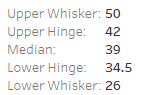 Upper Whisker: 50
Upper Hinge: 42
Median: 39
Lower Hinge: 34.5
Lower Whisker: 26